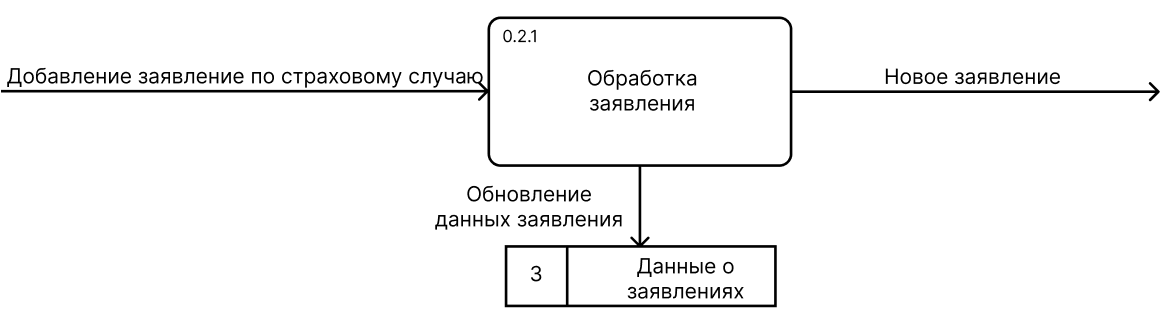 0.2.1
Добавление заявление по страховому случаю
Обработка
заявления
Новое заявление
Обновление
данных заявления
3
Данные о
заявлениях